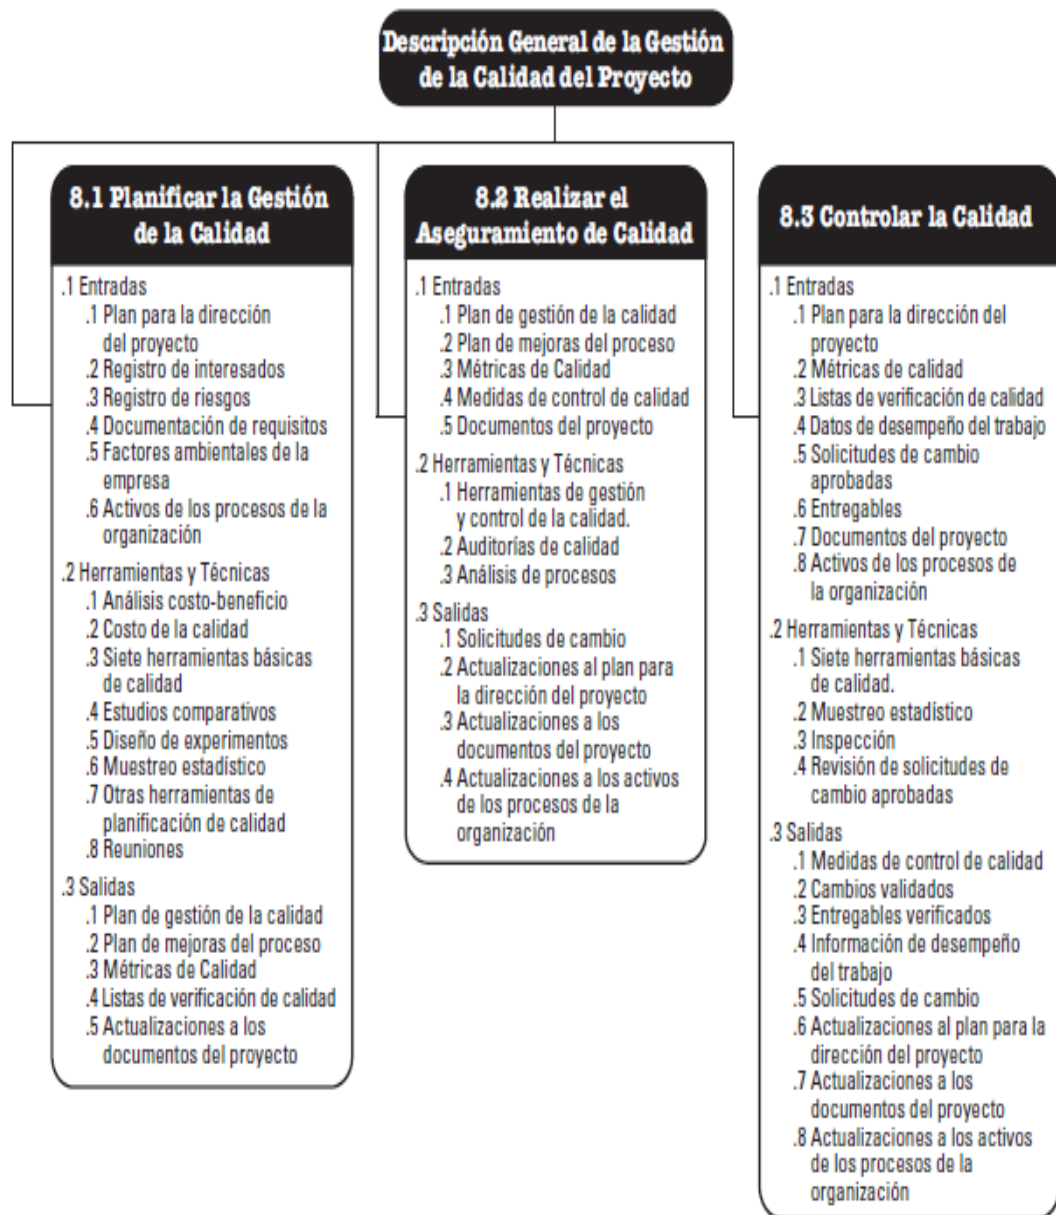 Descripción General de la Gestión
de la Calidad del Proyecto
8.1 Planificar la Gestión
de la Calidad
.1 Entradas
.1 Plan para la dirección
del proyecto
.2 Registro de interesados
.3 Registro de riesgos
.4 Documentación de requisitos
.5 Factores ambientales de la
empresa
.6 Activos de los procesos de la
organización
.2 Herramientas y Técnicas
.1 Análisis costo-beneficio
.2 Costo de la calidad
.3 Siete herramientas básicas
de calidad
.4 Estudios comparativos
.5 Diseño de experimentos
.6 Muestreo estadístico
.7 Otras herramientas de
planificación de calidad
.8 Reuniones
.3 Salidas
.1 Plan de gestión de la calidad
.2 Plan de mejoras del proceso
.3 Métricas de Calidad
.4 Listas de verificación de calidad
.5 Actualizaciones a los
documentos del proyecto
8.2 Realizar el
Aseguramiento de Calidad
.1 Entradas
.1 Plan de gestión de la calidad
.2 Plan de mejoras del proceso
.3 Métricas de Calidad
.4 Medidas de control de calidad
.5 Documentos del proyecto
.2 Herramientas y Técnicas
.1 Herramientas de gestión
y control de la calidad.
.2 Auditorías de calidad
.3 Análisis de procesos
.3 Salidas
.1 Solicitudes de cambio
.2 Actualizaciones al plan para
la dirección del proyecto
.3 Actualizaciones a los
documentos del proyecto
.4 Actualizaciones a los activos
de los procesos de la
organización
8.3 Controlar la Calidad
.1 Entradas
.1 Plan para la dirección del
proyecto
.2 Métricas de calidad
.3 Listas de verificación de calidad
.4 Datos de desempeño del trabajo
.5 Solicitudes de cambio
aprobadas
.6 Entregables
.7 Documentos del proyecto
.8 Activos de los procesos de
la organización
.2 Herramientas y Técnicas
.1 Siete herramientas básicas
de calidad.
.2 Muestreo estadístico
.3 Inspección
.4 Revisión de solicitudes de
cambio aprobadas
.3 Salidas
.1 Medidas de control de calidad
.2 Cambios validados
.3 Entregables verificados
.4 Información de desempeño
del trabajo
.5 Solicitudes de cambio
.6 Actualizaciones al plan para la
dirección del proyecto
.7 Actualizaciones a los
documentos del proyecto
.8 Actualizaciones a los activos
de los procesos de la
organización